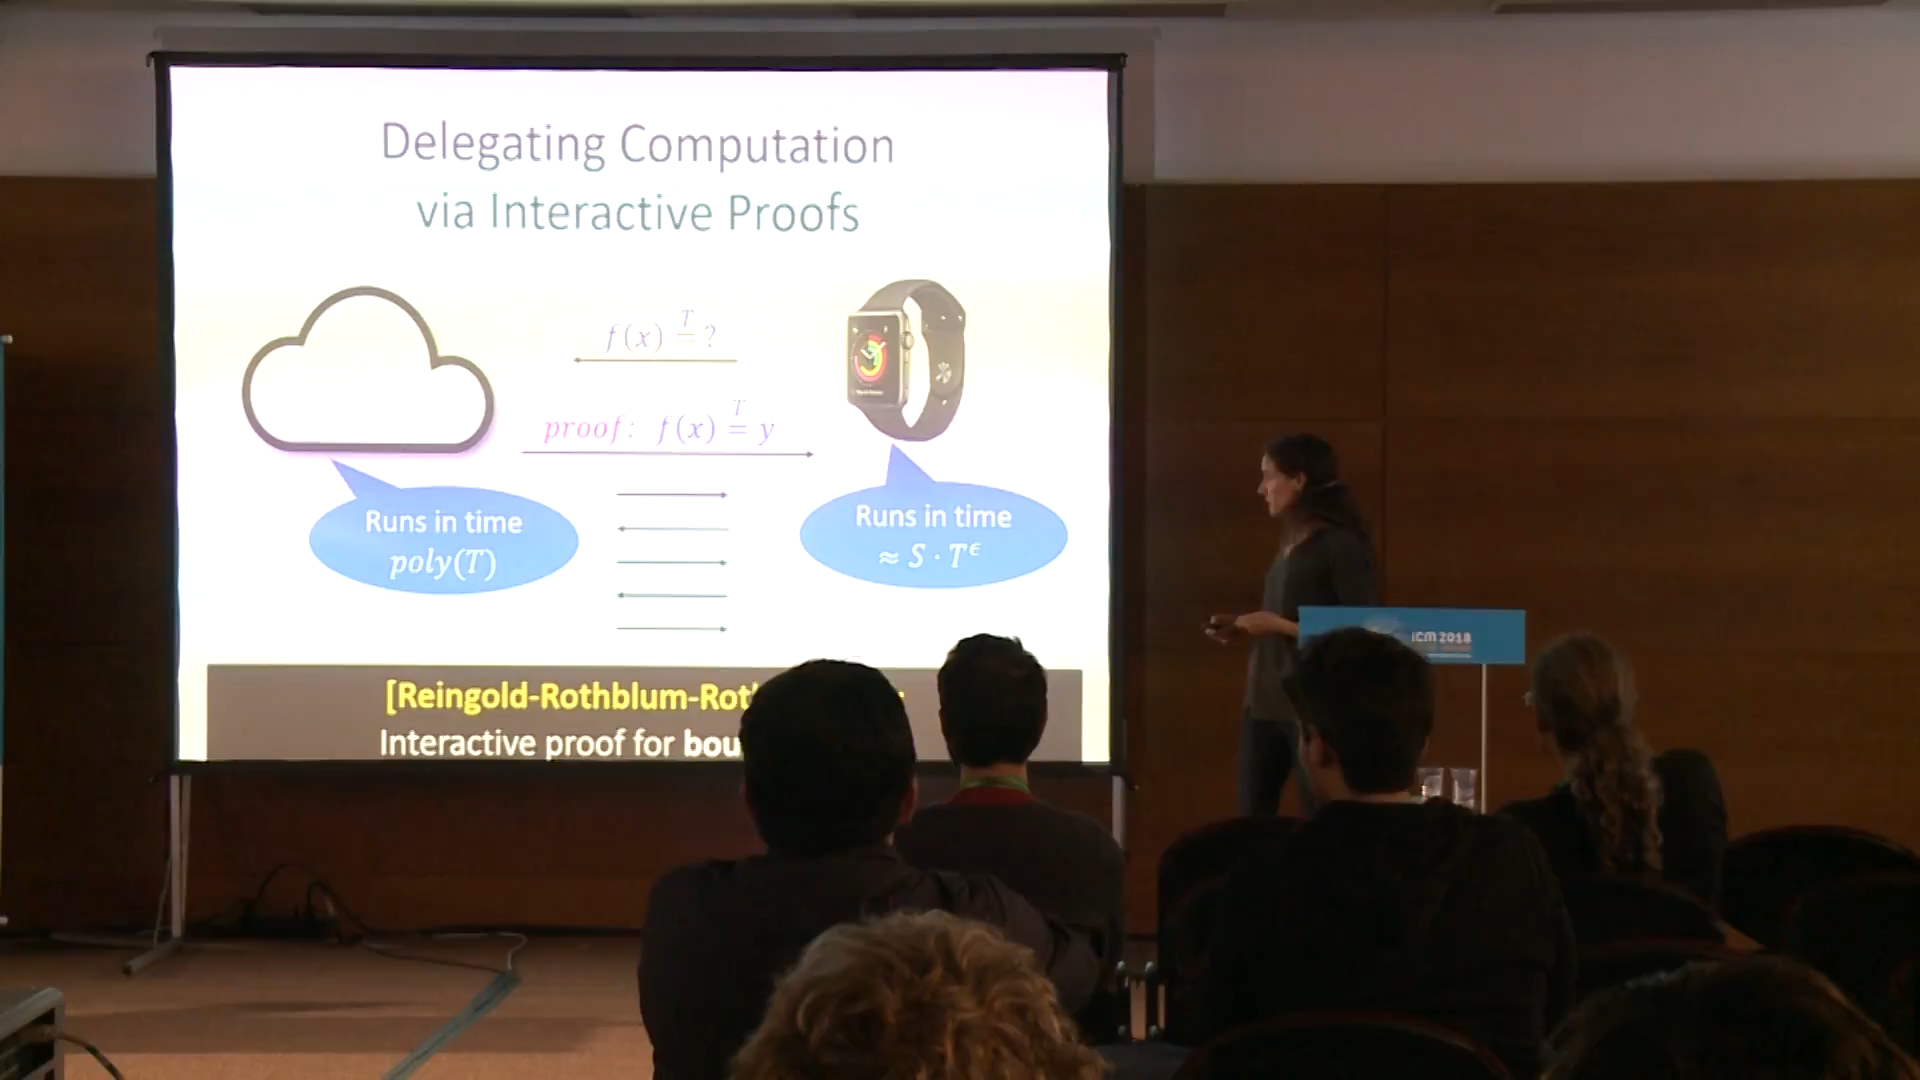 Delegating Computation
via Interactive Proofs
f(x) =^T ?
proof: f(x) =^T y
Runs in time
poly(T)
Runs in time
≈ S · T^ϵ
[Reingold-Rothblum-Rot
Interactive proof for bou
iCM 2018